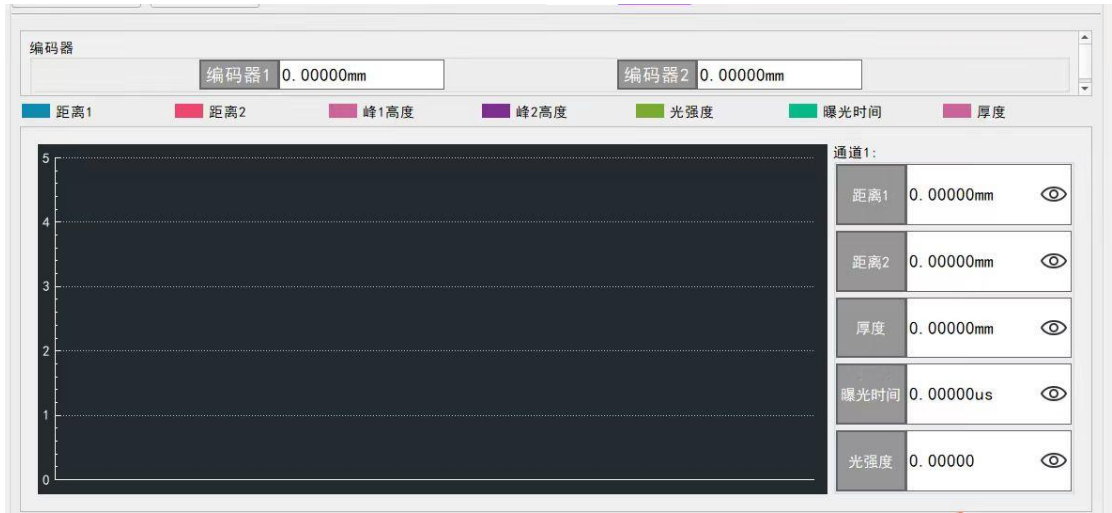 编码器
编码器1 0.00000mm 编码器2 0.00000mm
距离1 距离2 峰1高度 峰2高度 光强度 曝光时间 厚度
通道1:
5
4
3
2
1
0
距离1 0.00000mm
距离2 0.00000mm
厚度 0.00000mm
曝光时间 0.00000us
光强度 0.00000